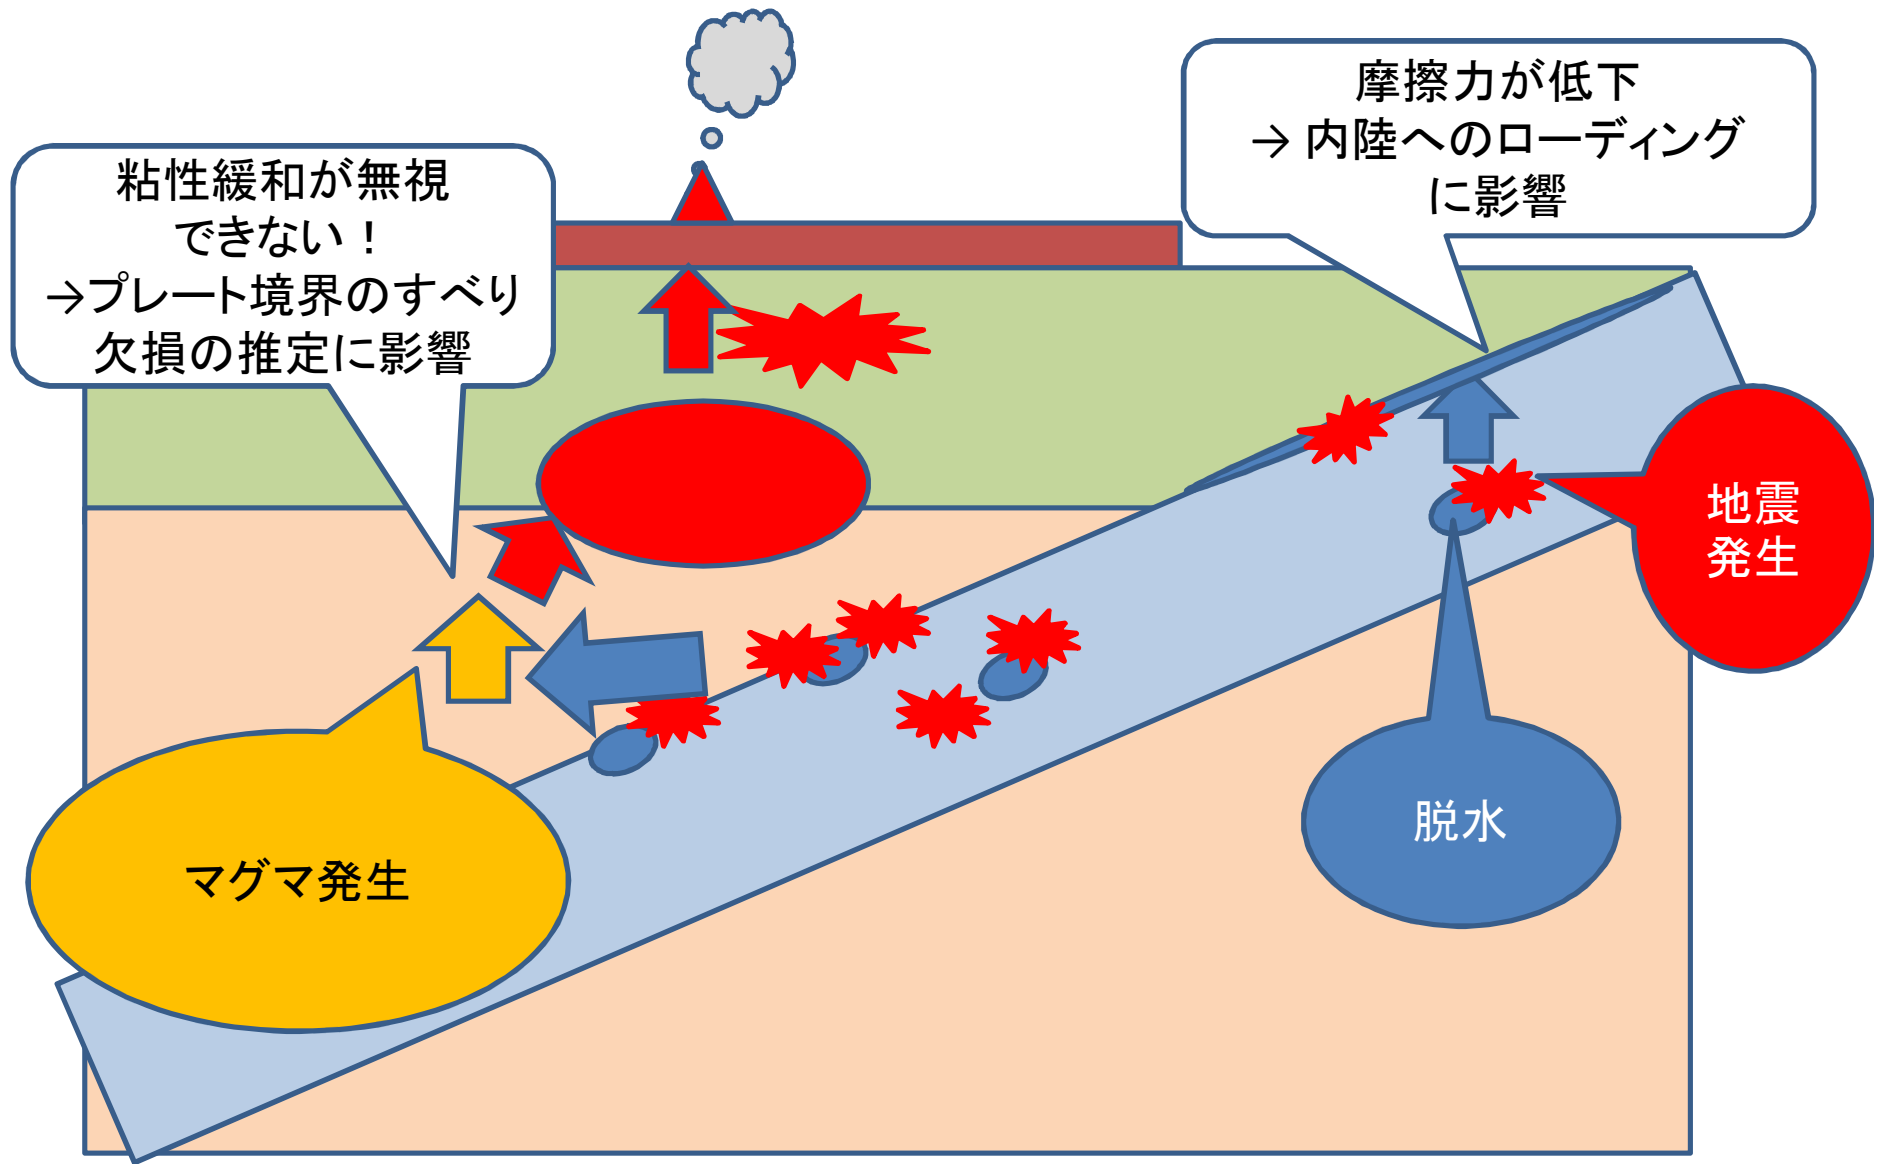 摩擦力が低下
→ 内陸へのローディング
に影響
粘性緩和が無視
できない！
→プレート境界のすべり
欠損の推定に影響
地震
発生
脱水
マグマ発生